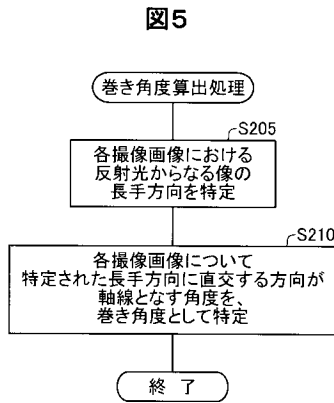 図5
巻き角度算出処理
S205
各撮像画像における
反射光からなる像の
長手方向を特定
S210
各撮像画像について
特定された長手方向に直交する方向が
軸線となす角度を、
巻き角度として特定
終 了